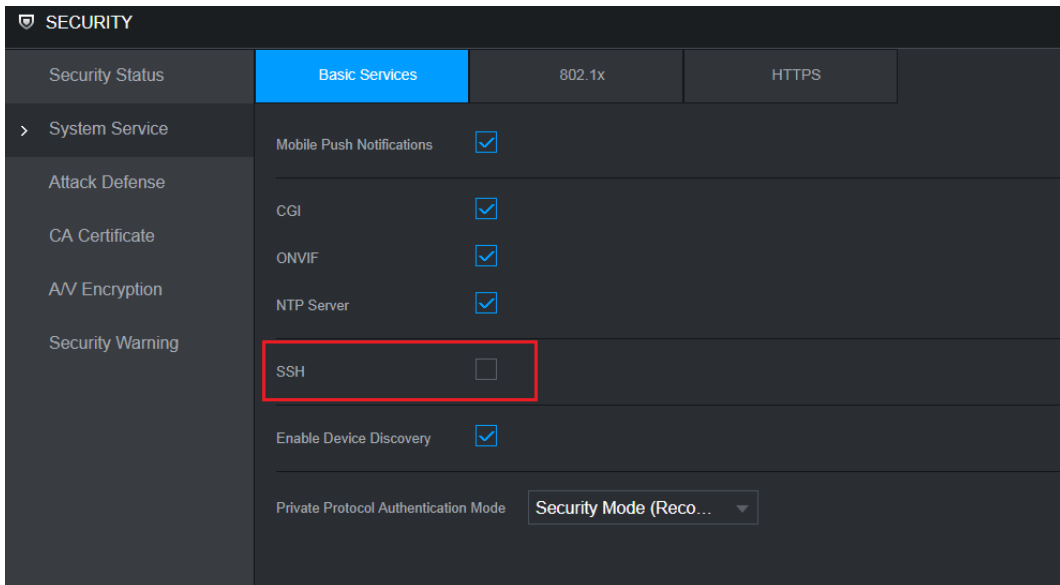 SECURITY
Security Status
System Service
Attack Defense
CA Certificate
A/V Encryption
Security Warning
Basic Services
802.1x
HTTPS
Mobile Push Notifications
CGI
ONVIF
NTP Server
SSH
Enable Device Discovery
Private Protocol Authentication Mode Security Mode (Reco...